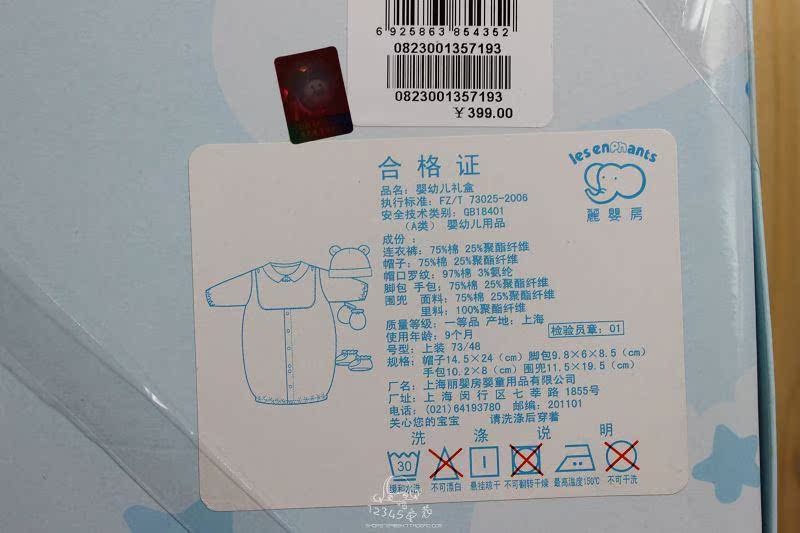 6 925863 854352
0823001357193
0823001357193
￥399.00
les enphants
麗嬰房
合格证
品名：婴幼儿礼盒
执行标准：FZ/T 73025-2006
安全技术类别：GB18401
（A类） 婴幼儿用品
成份：
连衣裤：75%棉 25%聚酯纤维
帽子：75%棉 25%聚酯纤维
帽口罗纹：97%棉 3%氨纶
脚包 手包：75%棉 25%聚酯纤维
围兜 面料：75%棉 25%聚酯纤维
里料：100%聚酯纤维
质量等级：一等品 产地：上海
检验员章：01
使用年龄：9个月
号型：上装 73/48
规格：帽子14.5×24（cm）脚包9.8×6×8.5（cm）
手包10.2×8（cm）围兜11.5×19.5（cm）
厂名：上海丽婴房婴童用品有限公司
厂址：上海闵行区七莘路1855号
电话：（021）64193780 邮编：201101
关心您的宝宝 请洗涤后穿着
洗涤说明
30
缓和水洗 不可漂白 悬挂晾干 不可翻转干燥 最高温度150℃ 不可干洗
12345